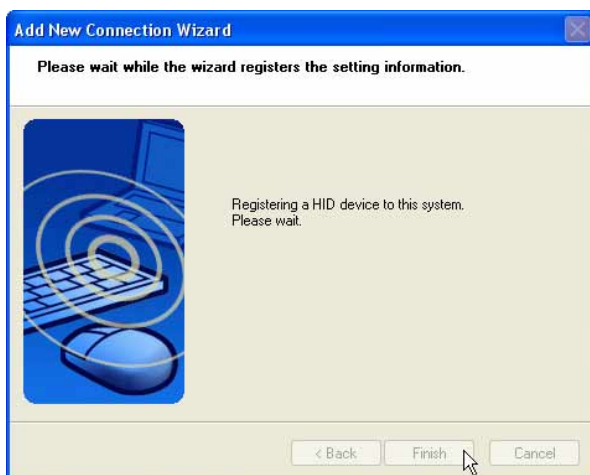 Add New Connection Wizard
Please wait while the wizard registers the setting information.
Registering a HID device to this system.
Please wait.
< Back
Finish
Cancel